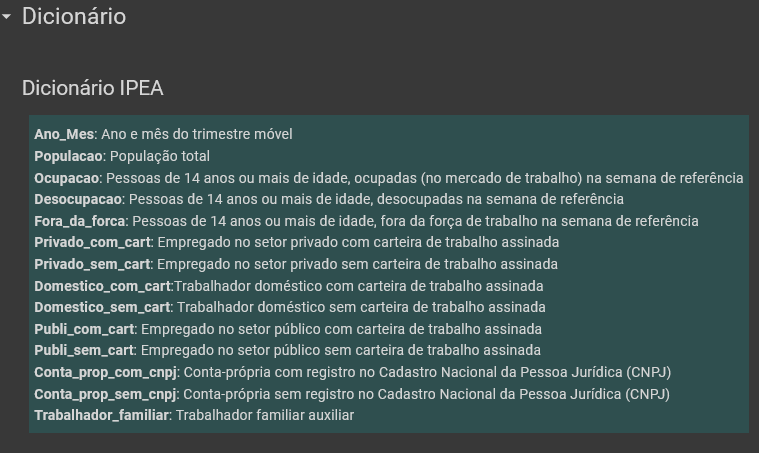 Dicionário
Dicionário IPEA
Ano_Mes: Ano e mês do trimestre móvel
Populacao: População total
Ocupacao: Pessoas de 14 anos ou mais de idade, ocupadas (no mercado de trabalho) na semana de referência
Desocupacao: Pessoas de 14 anos ou mais de idade, desocupadas na semana de referência
Fora_da_forca: Pessoas de 14 anos ou mais de idade, fora da força de trabalho na semana de referência
Privado_com_cart: Empregado no setor privado com carteira de trabalho assinada
Privado_sem_cart: Empregado no setor privado sem carteira de trabalho assinada
Domestico_com_cart:Trabalhador doméstico com carteira de trabalho assinada
Domestico_sem_cart: Trabalhador doméstico sem carteira de trabalho assinada
Publi_com_cart: Empregado no setor público com carteira de trabalho assinada
Publi_sem_cart: Empregado no setor público sem carteira de trabalho assinada
Conta_prop_com_cnpj: Conta-própria com registro no Cadastro Nacional da Pessoa Jurídica (CNPJ)
Conta_prop_sem_cnpj: Conta-própria sem registro no Cadastro Nacional da Pessoa Jurídica (CNPJ)
Trabalhador_familiar: Trabalhador familiar auxiliar